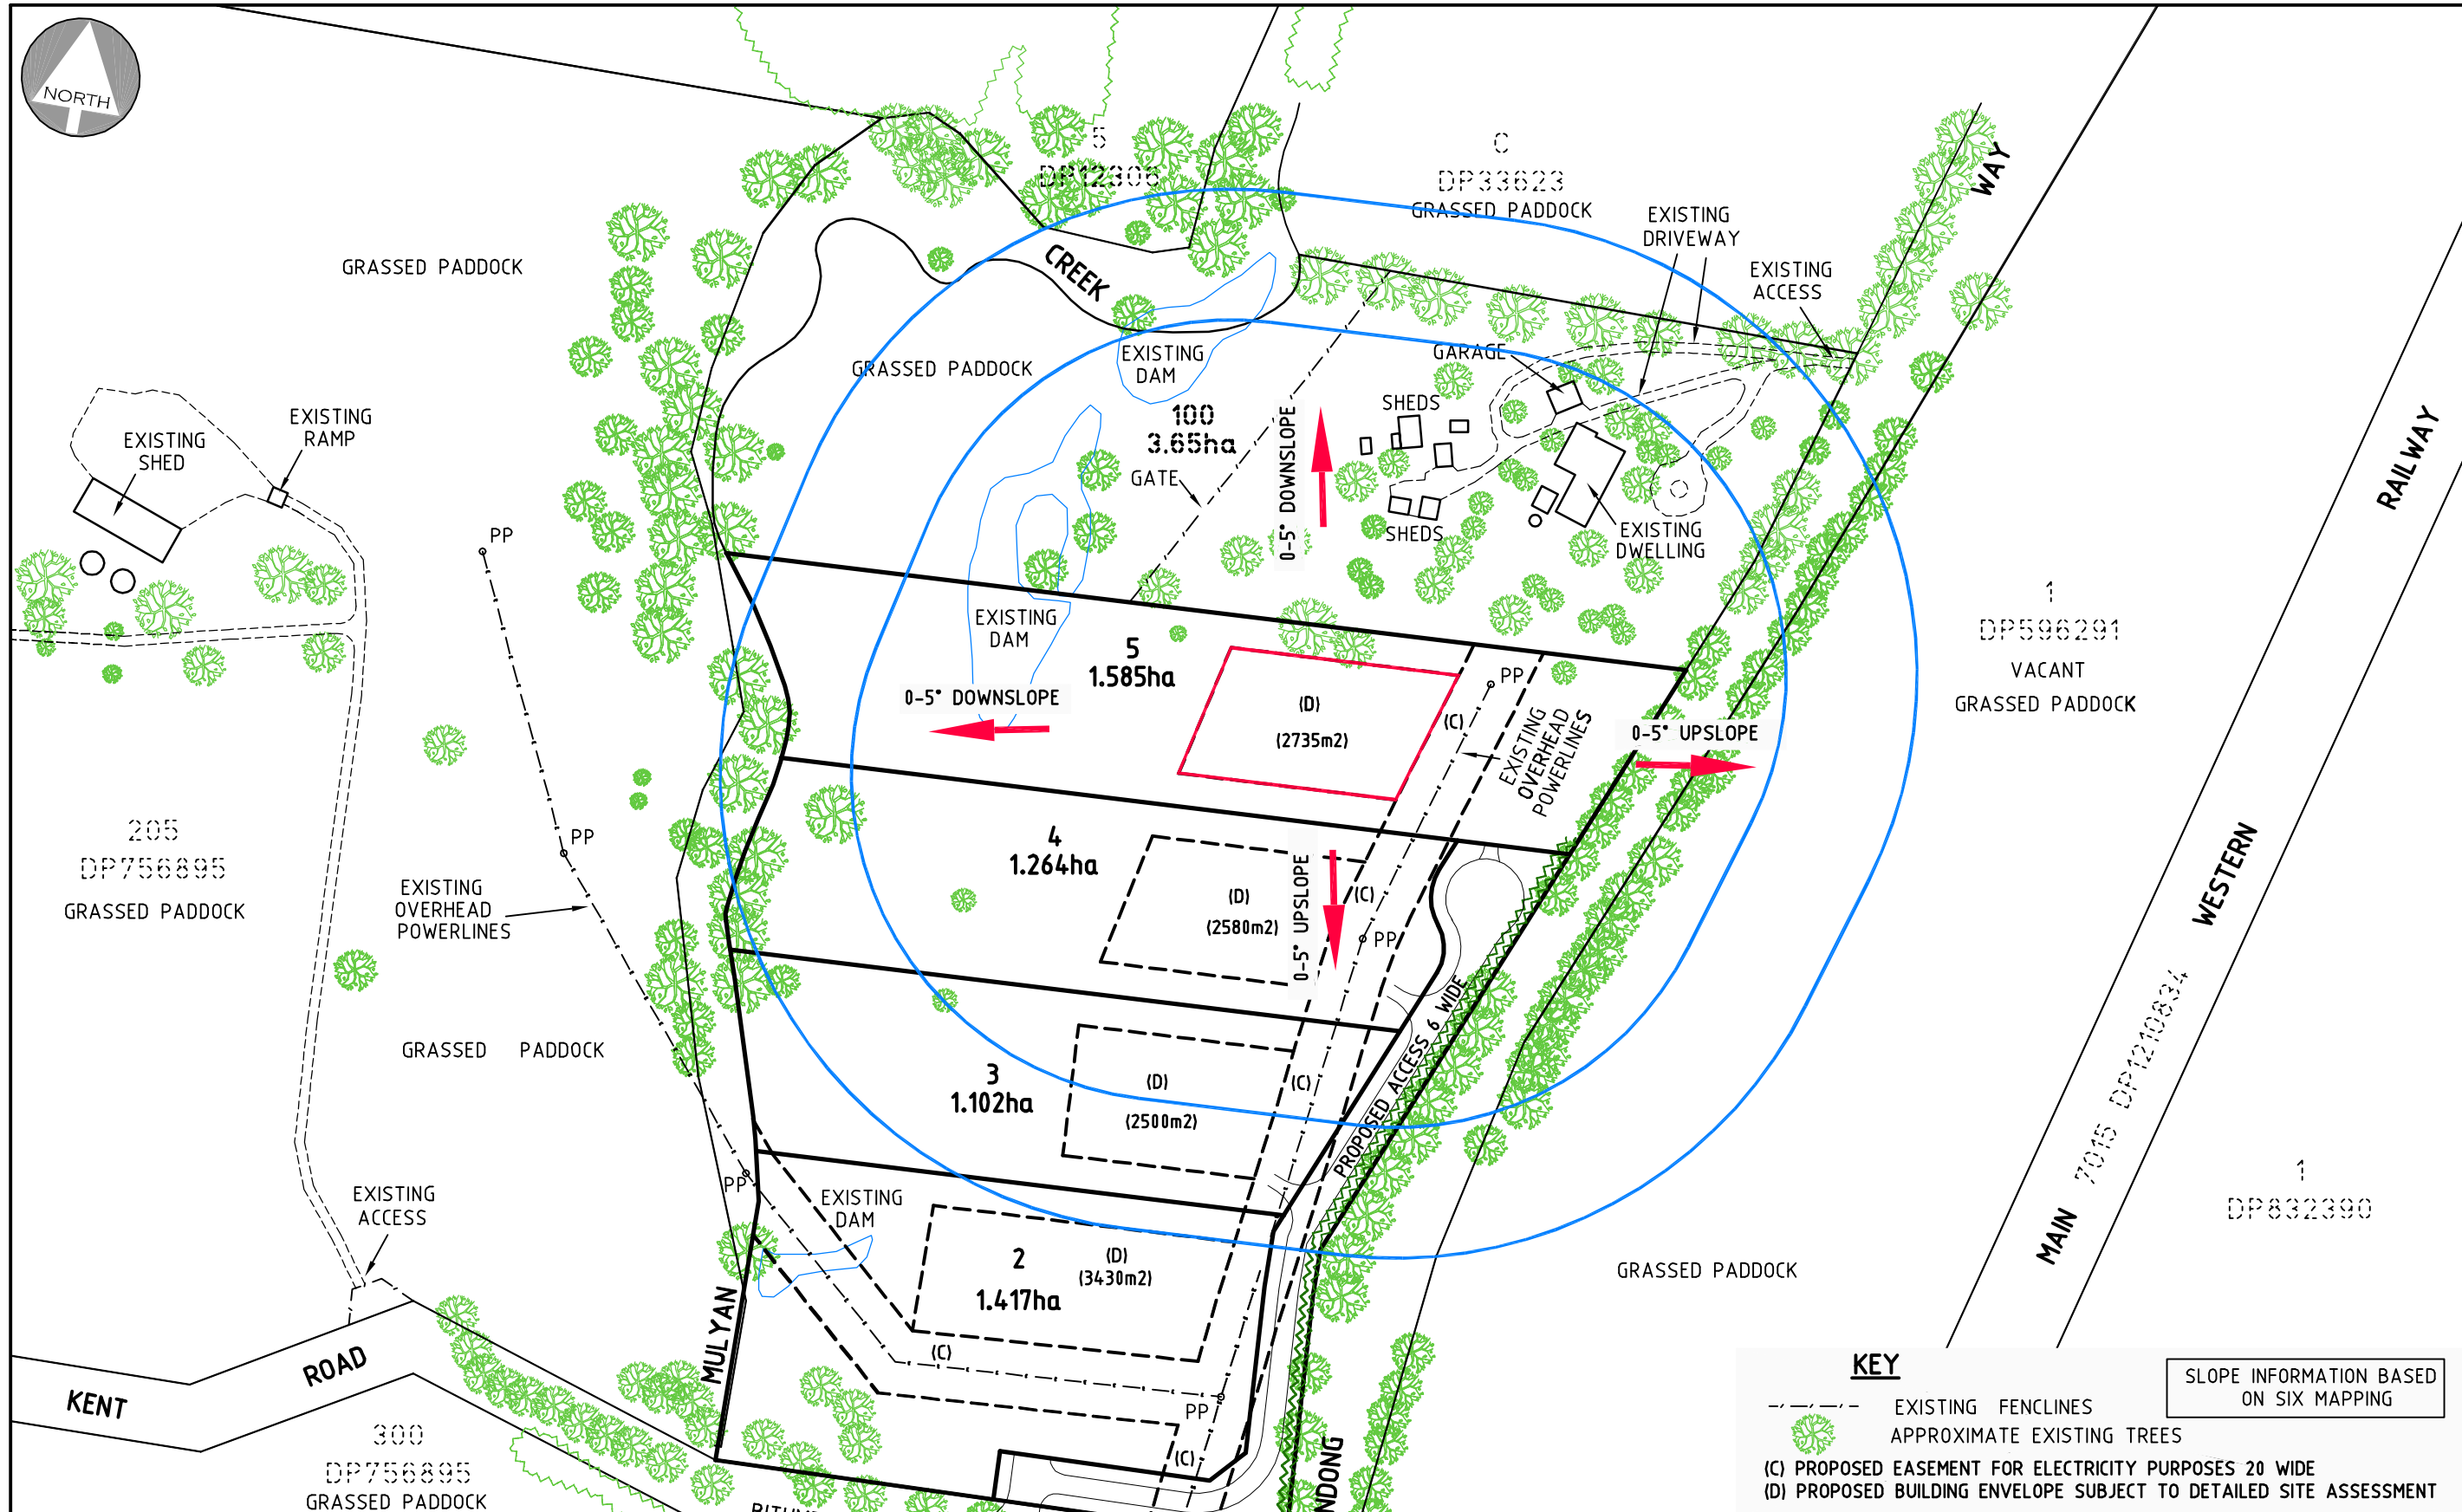 NORTH
5
DP12306
C
DP33623
GRASSED PADDOCK
WAY
EXISTING
DRIVEWAY
EXISTING
ACCESS
GRASSED PADDOCK
CREEK
EXISTING
DAM
GRASSED PADDOCK
GARAGE
SHEDS
100
3.65ha
GATE
0-5° DOWNSLOPE
SHEDS
EXISTING
DWELLING
EXISTING
RAMP
EXISTING
SHED
PP
RAILWAY
1
DP596291
VACANT
GRASSED PADDOCK
EXISTING
DAM
5
1.585ha
0-5° DOWNSLOPE
(D)
(2735m2)
PP
(C)
EXISTING
OVERHEAD
POWERLINES
0-5° UPSLOPE
205
DP756895
GRASSED PADDOCK
PP
EXISTING
OVERHEAD
POWERLINES
4
1.264ha
(D)
(2580m2)
0-5° UPSLOPE
(C)
PP
WESTERN
GRASSED PADDOCK
3
1.102ha
(D)
(2500m2)
(C)
PROPOSED ACCESS 6 WIDE
7015 DP1210834
MAIN
1
DP832390
EXISTING
ACCESS
PP
EXISTING
DAM
2
1.417ha
(D)
(3430m2)
GRASSED PADDOCK
MULYAN
(C)
PP
(C)
KENT
ROAD
300
DP756895
GRASSED PADDOCK
NDONG
KEY
EXISTING FENCLINES
APPROXIMATE EXISTING TREES
(C) PROPOSED EASEMENT FOR ELECTRICITY PURPOSES 20 WIDE
(D) PROPOSED BUILDING ENVELOPE SUBJECT TO DETAILED SITE ASSESSMENT
SLOPE INFORMATION BASED
ON SIX MAPPING